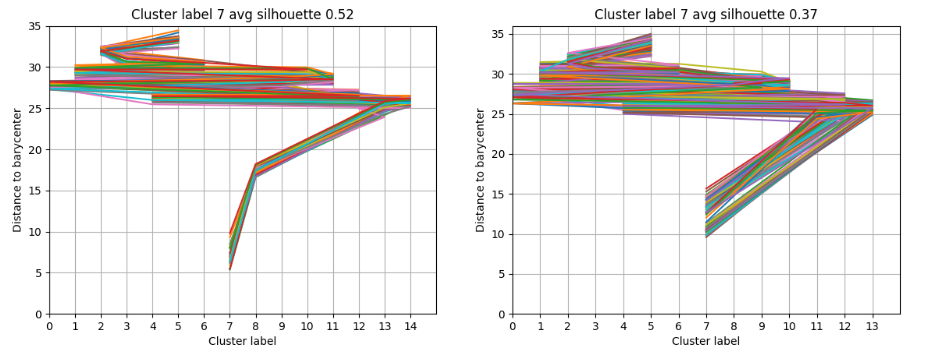 Cluster label 7 avg silhouette 0.52
35
30
25
20
15
10
5
0
Distance to barycenter
0 1 2 3 4 5 6 7 8 9 10 11 12 13 14
Cluster label
Cluster label 7 avg silhouette 0.37
35
30
25
20
15
10
5
0
Distance to barycenter
0 1 2 3 4 5 6 7 8 9 10 11 12 13
Cluster label